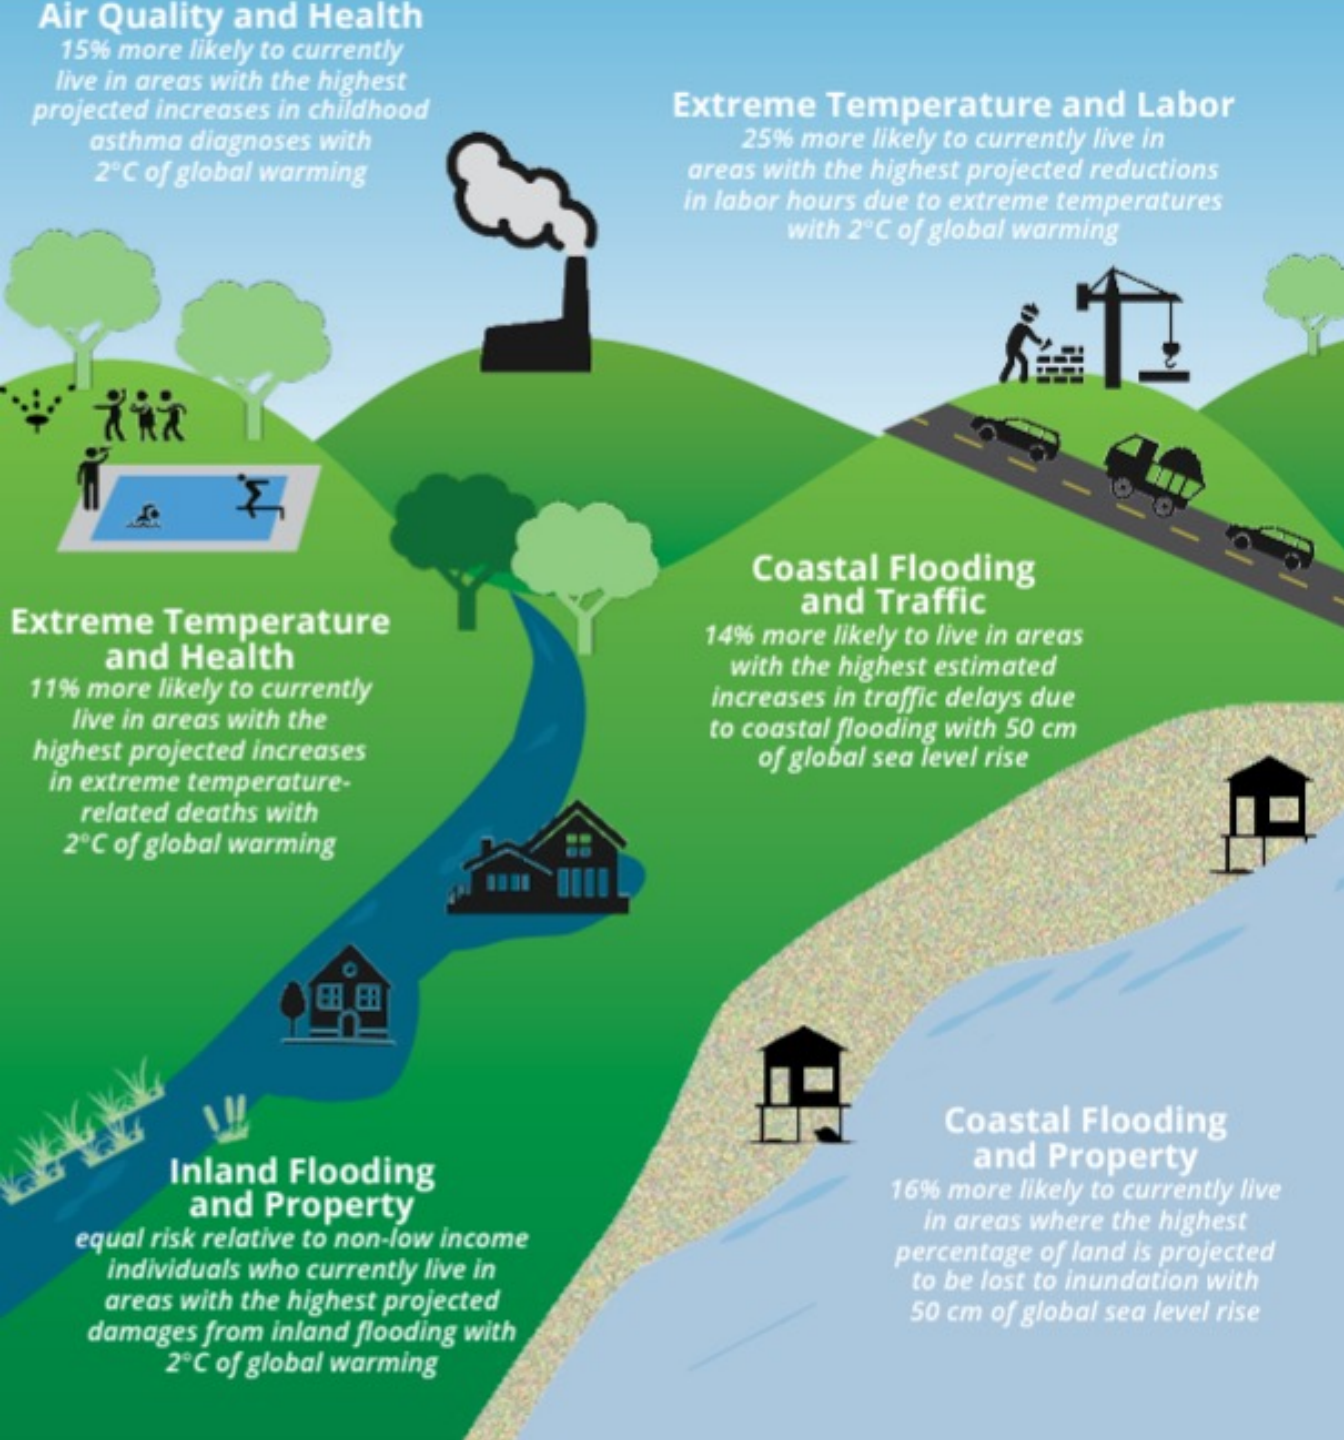 Air Quality and Health
15% more likely to currently
live in areas with the highest
projected increases in childhood
asthma diagnoses with
2°C of global warming
Extreme Temperature and Labor
25% more likely to currently live in
areas with the highest projected reductions
in labor hours due to extreme temperatures
with 2°C of global warming
Extreme Temperature
and Health
11% more likely to currently
live in areas with the
highest projected increases
in extreme temperature-
related deaths with
2°C of global warming
Coastal Flooding
and Traffic
14% more likely to live in areas
with the highest estimated
increases in traffic delays due
to coastal flooding with 50 cm
of global sea level rise
Inland Flooding
and Property
equal risk relative to non-low income
individuals who currently live in
areas with the highest projected
damages from inland flooding with
2°C of global warming
Coastal Flooding
and Property
16% more likely to currently live
in areas where the highest
percentage of land is projected
to be lost to inundation with
50 cm of global sea level rise